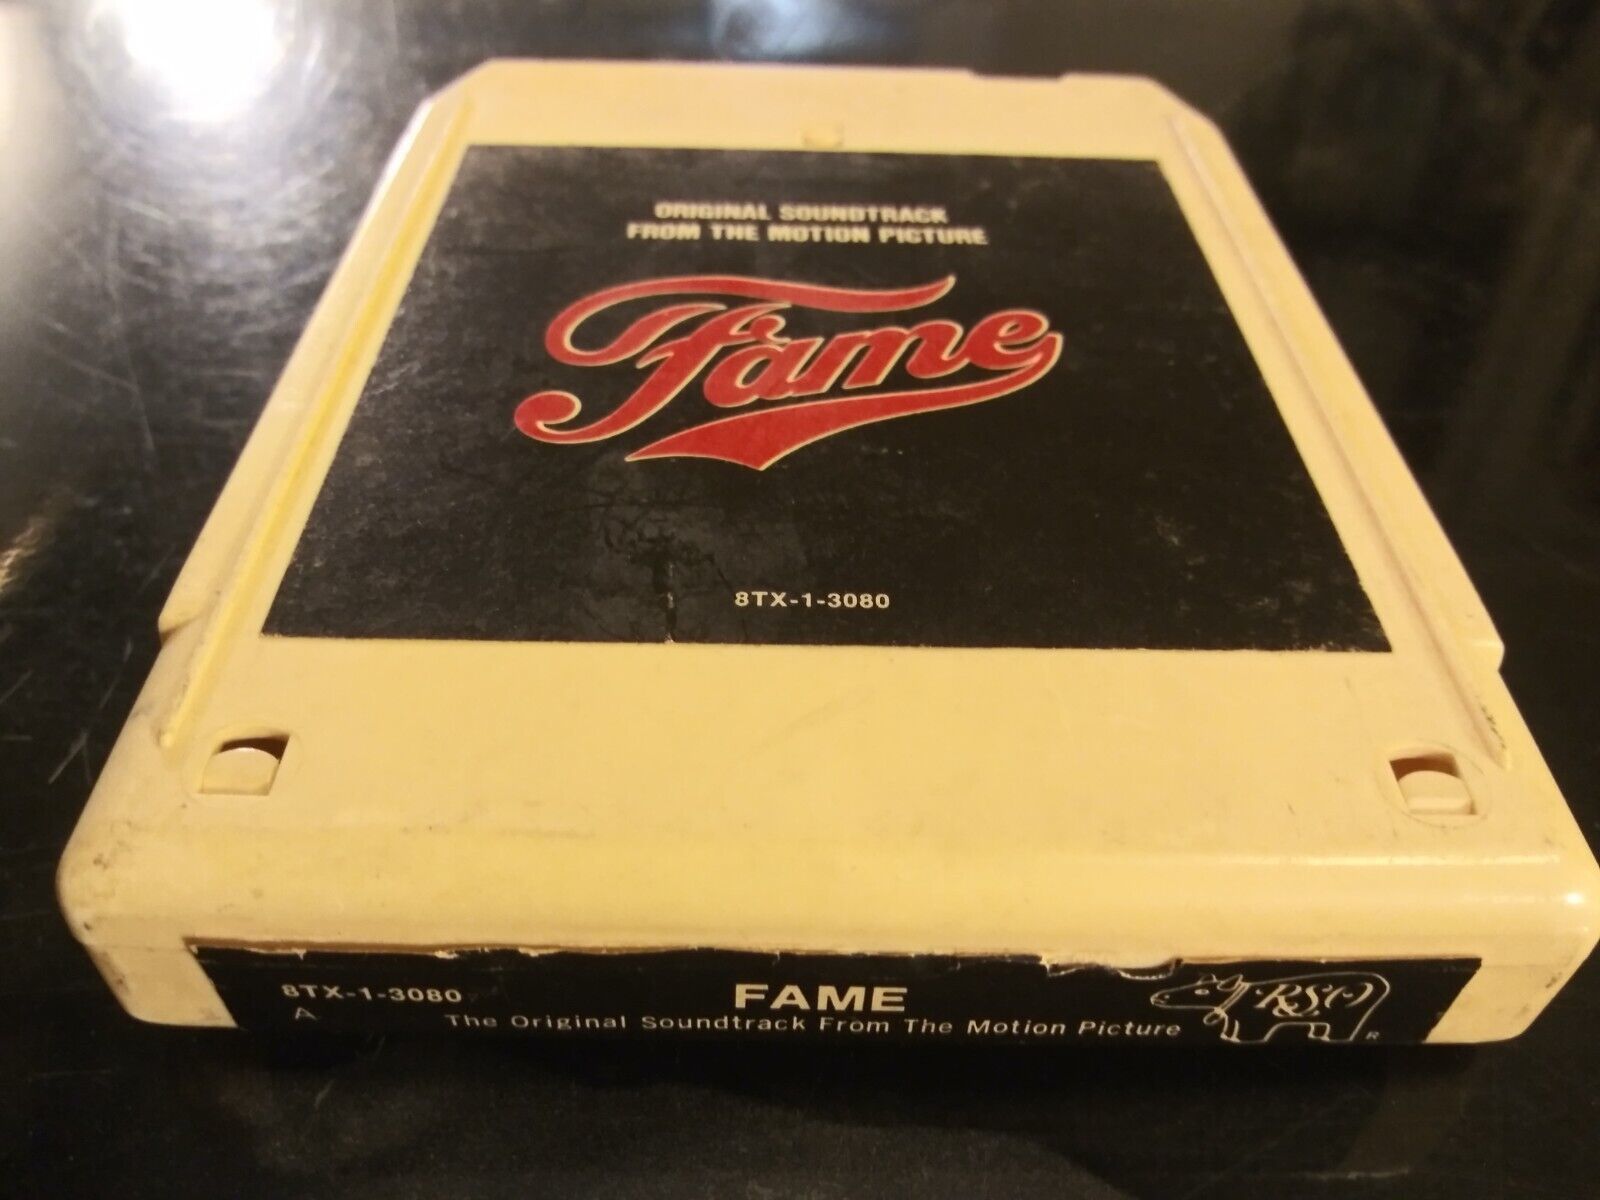 ORIGINAL SOUNDTRACK
FROM THE MOTION PICTURE
Fame
8TX-1-3080
8TX-1-3080
A
FAME
The Original Soundtrack From The Motion Picture
RSO
R